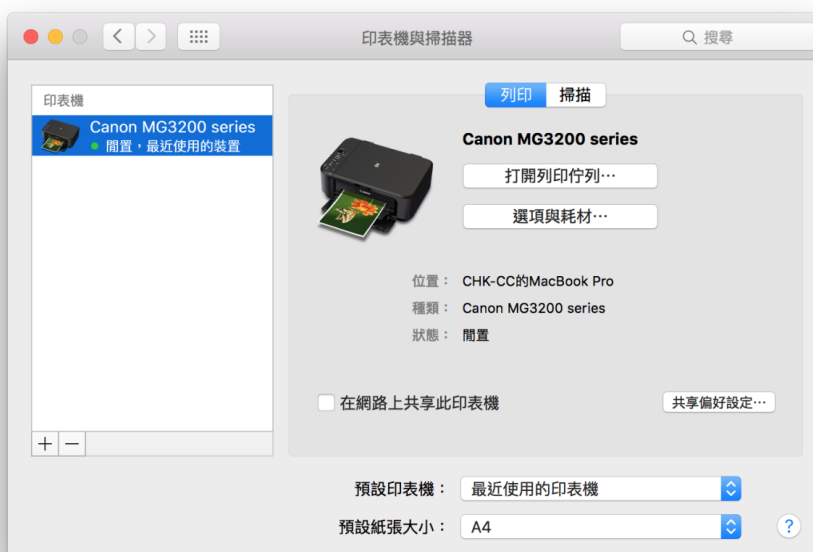 印表機與掃描器
搜尋
印表機
Canon MG3200 series
閒置，最近使用的裝置
列印
掃描
Canon MG3200 series
打開列印佇列…
選項與耗材…
位置：
CHK-CC的MacBook Pro
種類：
Canon MG3200 series
狀態：
閒置
在網路上共享此印表機
共享偏好設定…
預設印表機：
最近使用的印表機
預設紙張大小：
A4
?